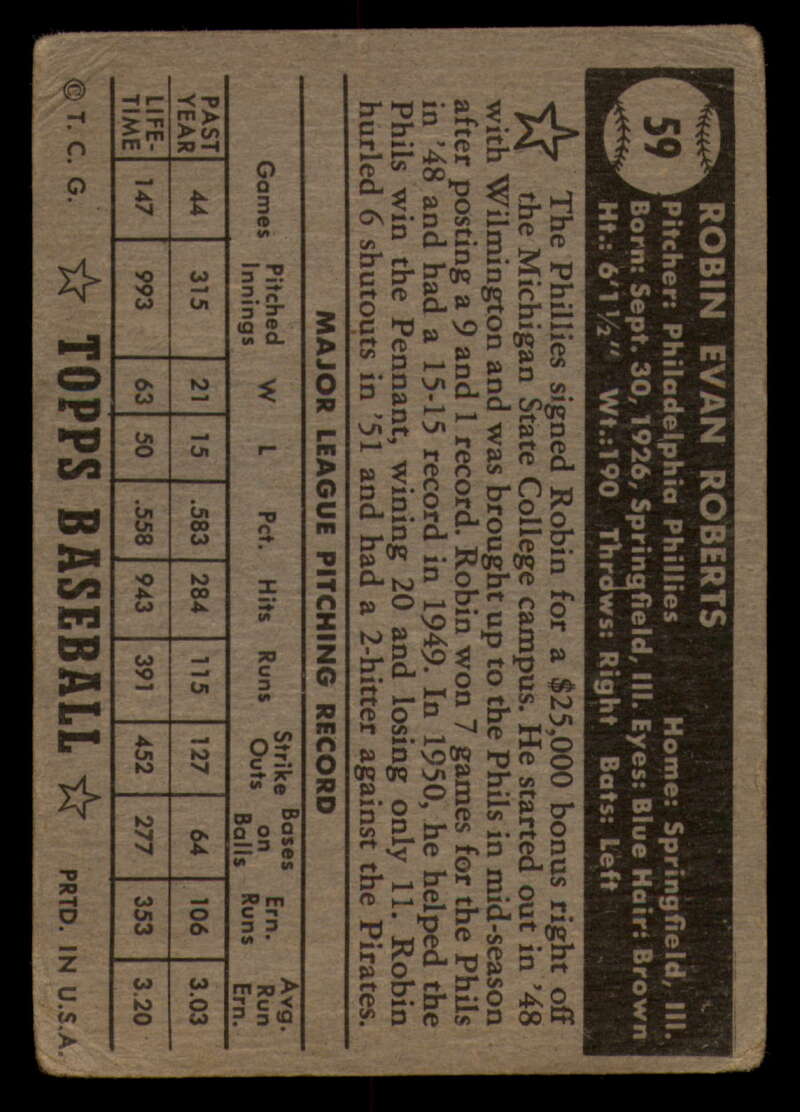 59
ROBIN EVAN ROBERTS
Pitcher: Philadelphia Phillies Home: Springfield, Ill.
Born: Sept. 30, 1926, Springfield, Ill. Eyes: Blue Hair: Brown
Ht.: 6'1½" Wt.:190 Throws: Right Bats: Left
The Phillies signed Robin for a $25,000 bonus right off
the Michigan State College campus. He started out in '48
with Wilmington and was brought up to the Phils in mid-season
after posting a 9 and 1 record. Robin won 7 games for the Phils
in '48 and had a 15-15 record in 1949. In 1950, he helped the
Phils win the Pennant, wining 20 and losing only 11. Robin
hurled 6 shutouts in '51 and had a 2-hitter against the Pirates.
MAJOR LEAGUE PITCHING RECORD
Games Pitched Innings W L Pct. Hits Runs Strike Outs Bases on Balls Ern. Runs Avg. Run Ern.
PAST YEAR 44 315 21 15 .583 284 115 127 64 106 3.03
LIFE-TIME 147 993 63 50 .558 943 391 452 277 353 3.20
© T. C. G. TOPPS BASEBALL PRTD. IN U.S.A.